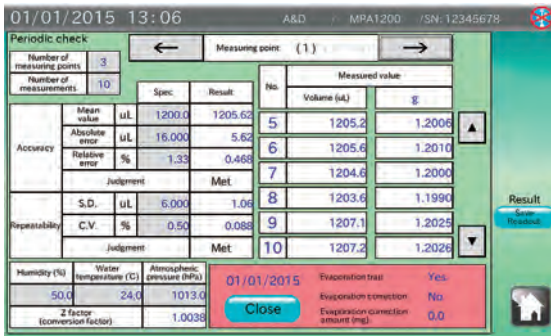 01/01/2015 13:06 A&D / MPA1200 /SN:12345678
Periodic check
Number of measuring points 3
Number of measurements 10
← Measuring point (1) →
Spec. Result
Accuracy
Mean value uL 1200.0 1205.62
Absolute error uL 16.000 5.62
Relative error % 1.33 0.468
Judgment Met
Repeatability
S.D. uL 6.000 1.06
C.V. % 0.50 0.088
Judgment Met
No. Measured value
Volume (uL) g
5 1205.2 1.2006
6 1205.6 1.2010
7 1204.6 1.2000
8 1203.6 1.1990
9 1207.1 1.2025
10 1207.2 1.2026
▲
▼
Result
Save Readout
Humidity (%) Water temperature (℃) Atmospheric pressure (hPa)
50.0 24.0 1013.0
Z factor (conversion factor) 1.0038
01/01/2015
Close
Evaporation trap Yes
Evaporation correction No
Evaporation correction amount (mg) 0.0